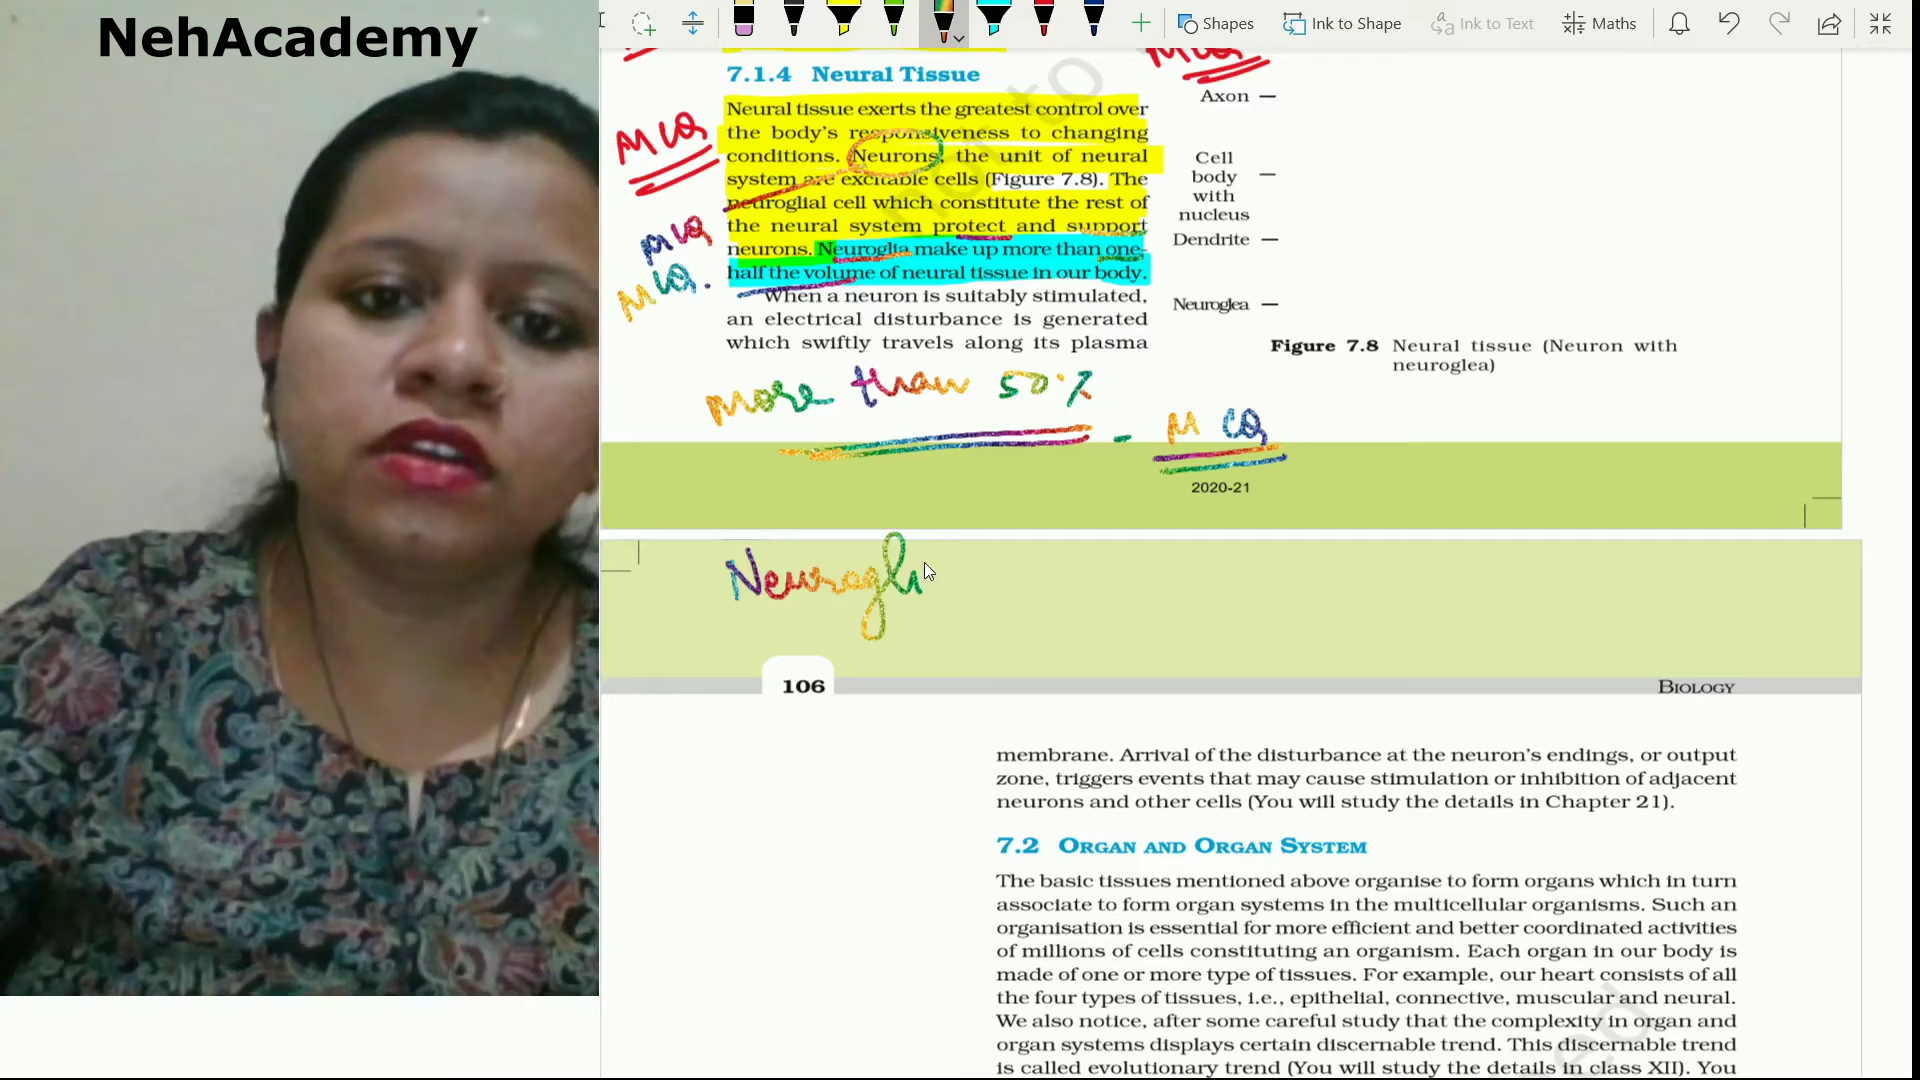 NehAcademy
Shapes
Ink to Shape
Ink to Text
Maths
MCQ
7.1.4 Neural Tissue
Neural tissue exerts the greatest control over
the body's responsiveness to changing
conditions. Neurons, the unit of neural
system are excitable cells (Figure 7.8). The
neuroglial cell which constitute the rest of
the neural system protect and support
neurons. Neuroglia make up more than one-
half the volume of neural tissue in our body.
When a neuron is suitably stimulated,
an electrical disturbance is generated
which swiftly travels along its plasma
MCQ
MCQ
MCQ.
Axon
Cell
body
with
nucleus
Dendrite
Neuroglea
Figure 7.8 Neural tissue (Neuron with
neuroglea)
not to
more than 50%
MCQ
2020-21
Neurogli
106
BIOLOGY
membrane. Arrival of the disturbance at the neuron's endings, or output
zone, triggers events that may cause stimulation or inhibition of adjacent
neurons and other cells (You will study the details in Chapter 21).
7.2 ORGAN AND ORGAN SYSTEM
The basic tissues mentioned above organise to form organs which in turn
associate to form organ systems in the multicellular organisms. Such an
organisation is essential for more efficient and better coordinated activities
of millions of cells constituting an organism. Each organ in our body is
made of one or more type of tissues. For example, our heart consists of all
the four types of tissues, i.e., epithelial, connective, muscular and neural.
We also notice, after some careful study that the complexity in organ and
organ systems displays certain discernable trend. This discernable trend
is called evolutionary trend (You will study the details in class XII). You